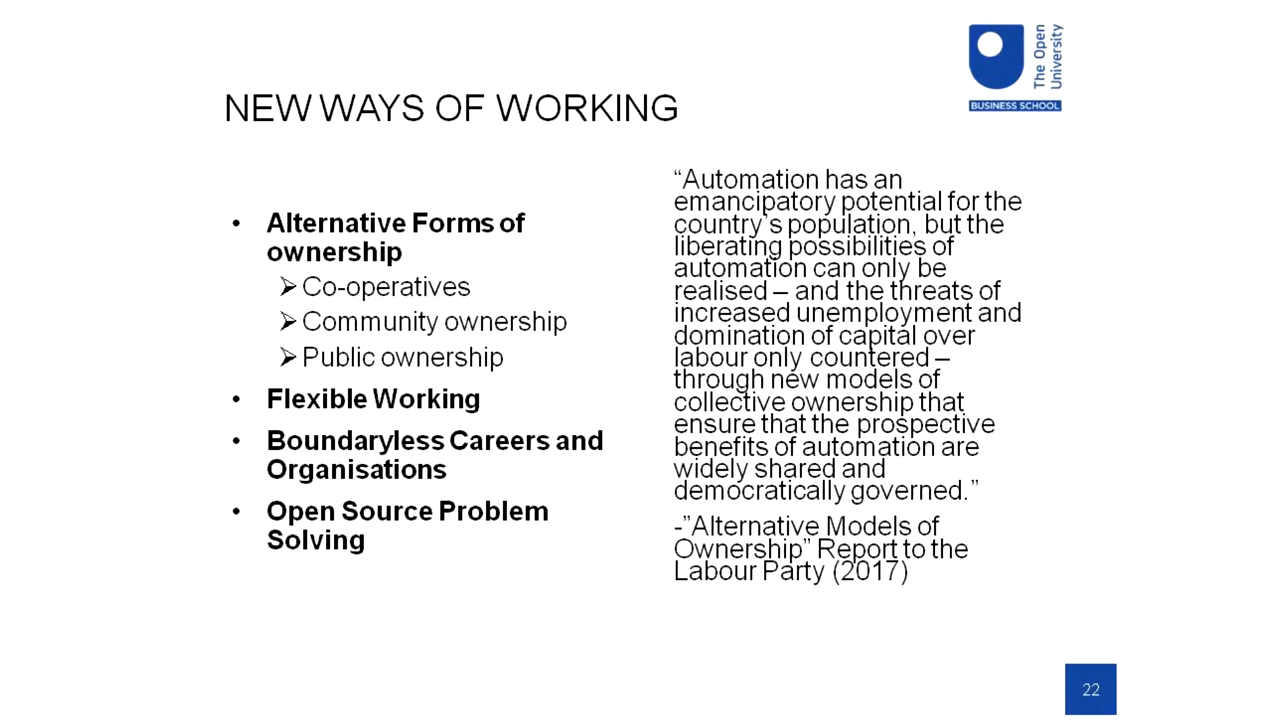 The Open
University
BUSINESS SCHOOL
NEW WAYS OF WORKING
• Alternative Forms of
ownership
➢ Co-operatives
➢ Community ownership
➢ Public ownership
• Flexible Working
• Boundaryless Careers and
Organisations
• Open Source Problem
Solving
“Automation has an
emancipatory potential for the
country’s population, but the
liberating possibilities of
automation can only be
realised – and the threats of
increased unemployment and
domination of capital over
labour only countered –
through new models of
collective ownership that
ensure that the prospective
benefits of automation are
widely shared and
democratically governed.”
-”Alternative Models of
Ownership” Report to the
Labour Party (2017)
22